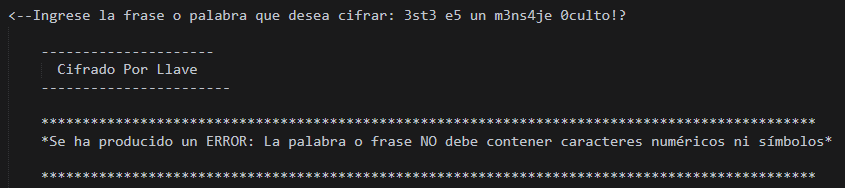 <--Ingrese la frase o palabra que desea cifrar: 3st3 e5 un m3ns4je 0culto!?
---------------------
Cifrado Por Llave
-----------------------
**********************************************************************************************
*Se ha producido un ERROR: La palabra o frase NO debe contener caracteres numéricos ni símbolos*
**********************************************************************************************